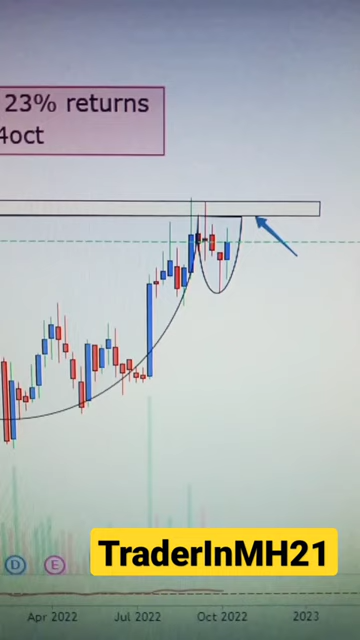 23% returns
4oct
D
E
TraderInMH21
Apr 2022
Jul 2022
Oct 2022
2023